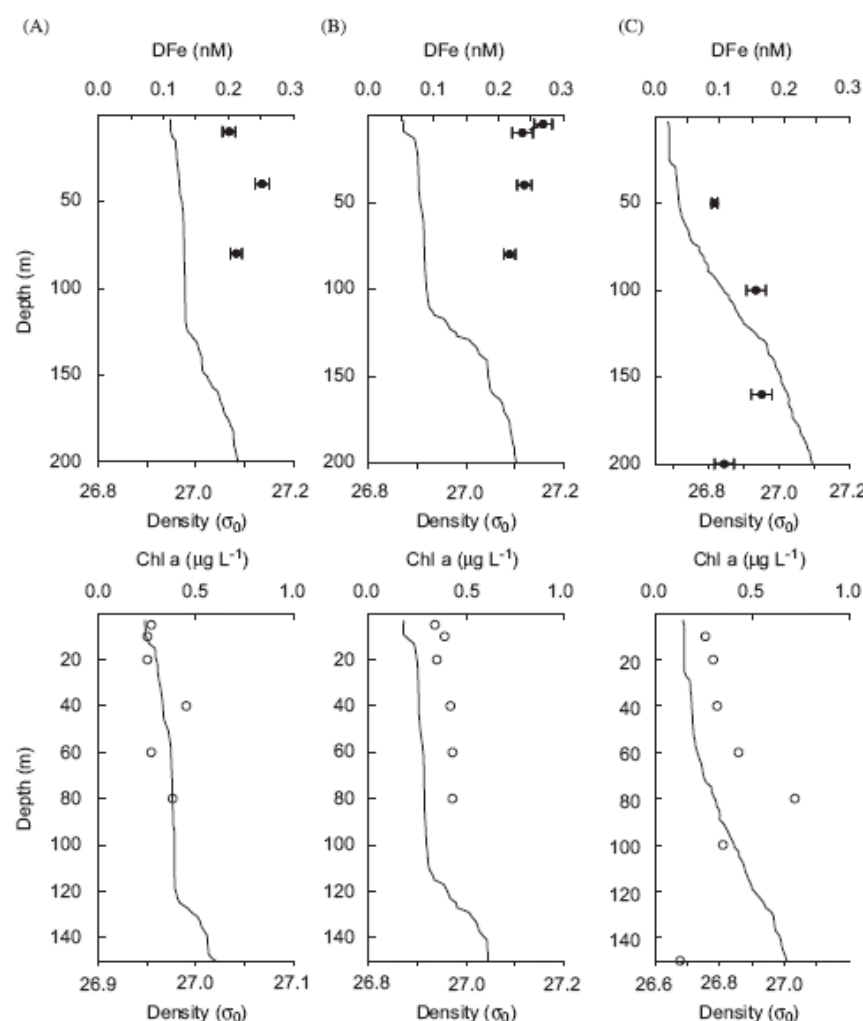 (A) (B) (C)
DFe (nM) DFe (nM) DFe (nM)
0.0 0.1 0.2 0.3 0.0 0.1 0.2 0.3 0.0 0.1 0.2 0.3
50 50 50
100 100 100
150 150 150
200 200 200
Depth (m)
26.8 27.0 27.2 26.8 27.0 27.2 26.8 27.0 27.2
Density (σ0) Density (σ0) Density (σ0)
Chl a (µg L-1) Chl a (µg L-1) Chl a (µg L-1)
0.0 0.5 1.0 0.0 0.5 1.0 0.0 0.5 1.0
20 20 20
40 40 40
60 60 60
80 80 80
100 100 100
120 120 120
140 140 140
Depth (m)
26.9 27.0 27.1 26.8 27.0 27.2 26.6 26.8 27.0
Density (σ0) Density (σ0) Density (σ0)